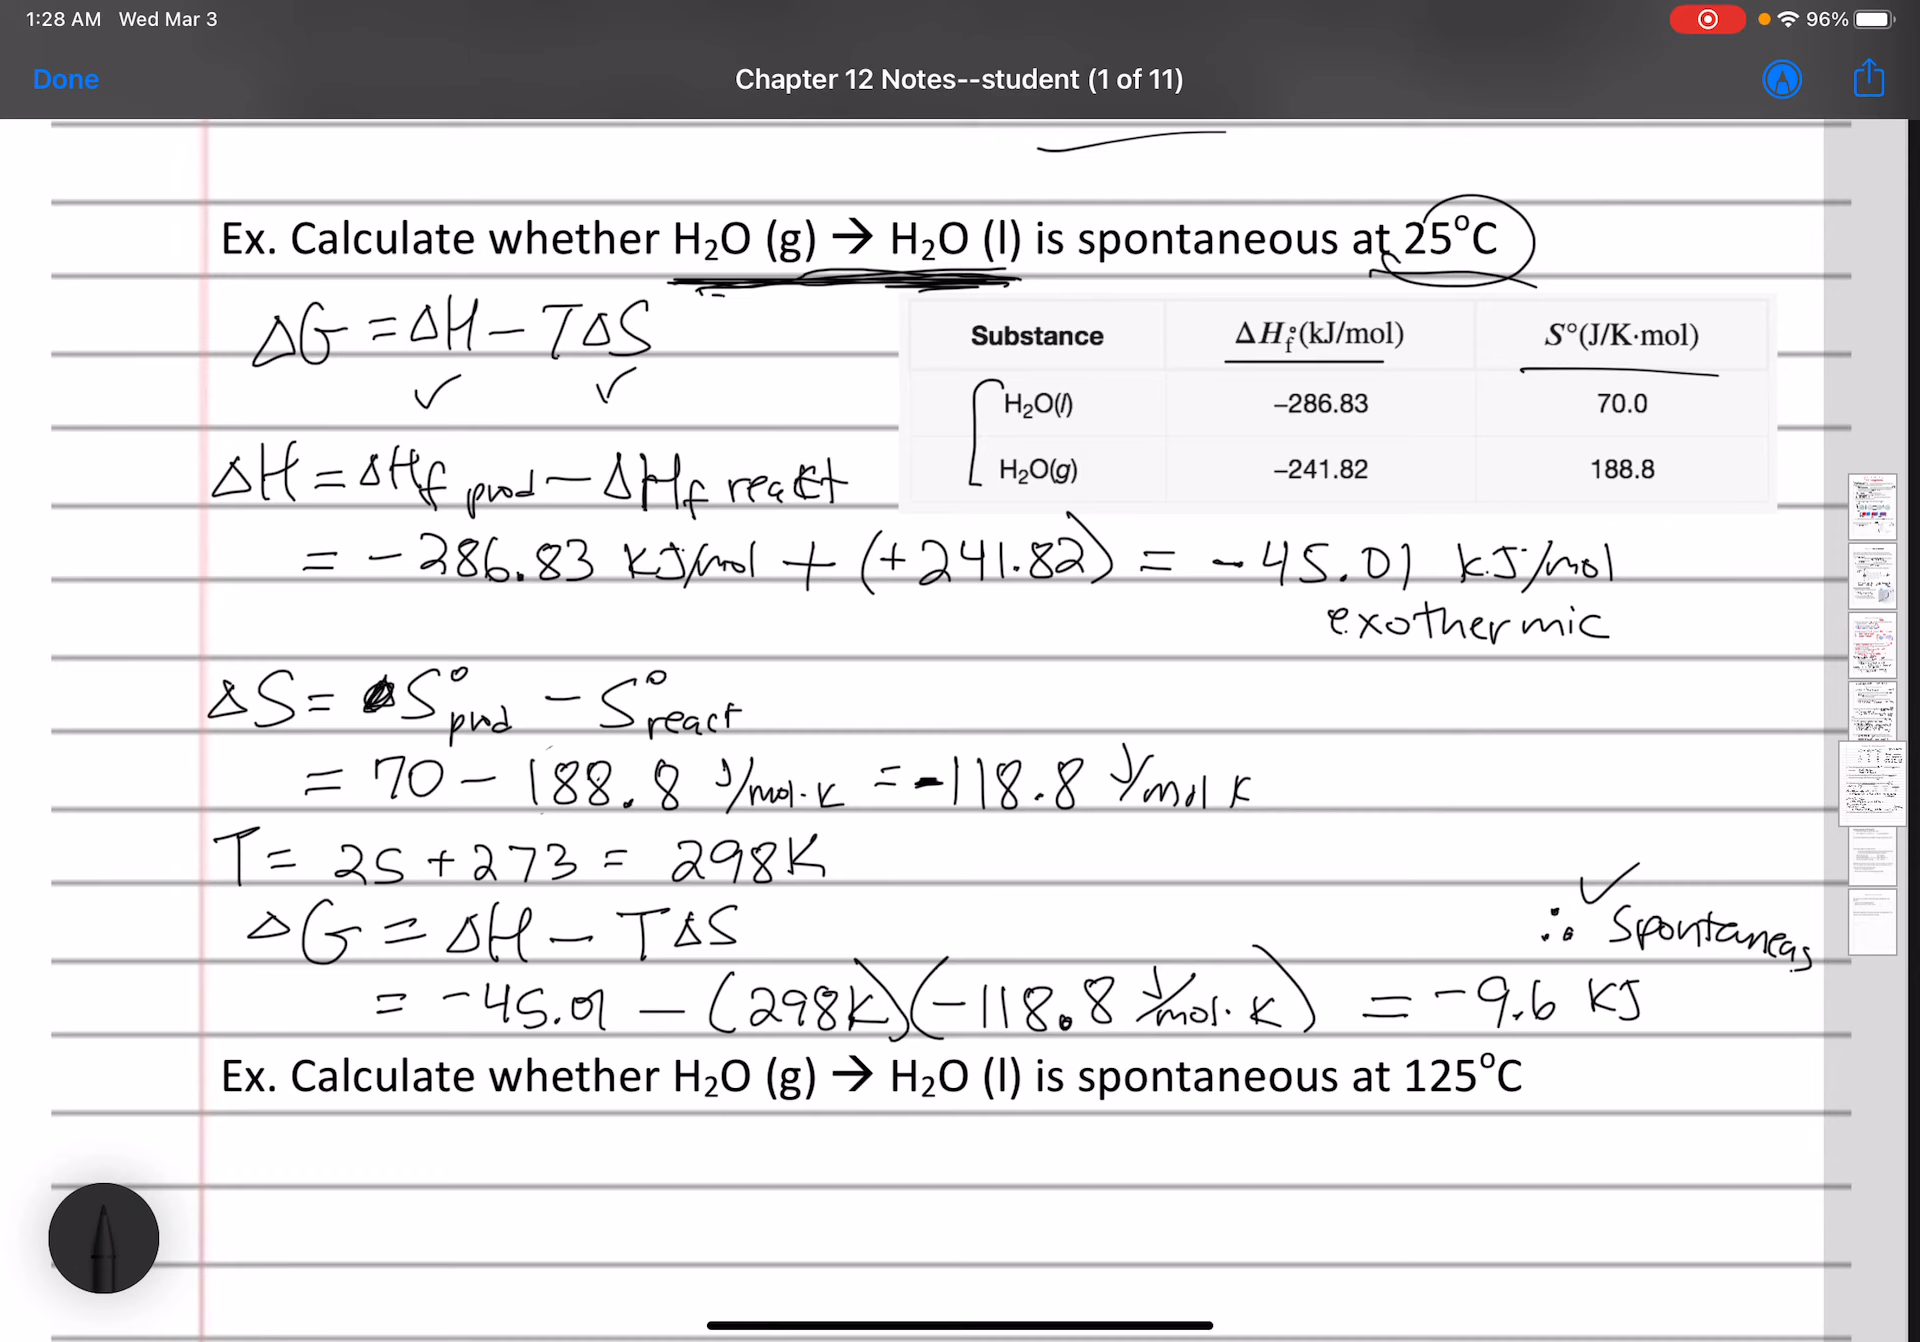 1:28 AM Wed Mar 3
96%
Done
Chapter 12 Notes--student (1 of 11)
Ex. Calculate whether H₂O (g) → H₂O (l) is spontaneous at 25°C
ΔG = ΔH – TΔS
Substance ΔH°f(kJ/mol) S°(J/K·mol)
H₂O(l) –286.83 70.0
H₂O(g) –241.82 188.8
ΔH = ΔHf prod – ΔHf react
= –286.83 kJ/mol + (+241.82) = –45.01 kJ/mol
exothermic
ΔS = S°prod – S°react
= 70 – 188.8 J/mol·K = –118.8 J/mol K
T = 25 + 273 = 298K
ΔG = ΔH – TΔS
∴ Spontaneas
= –45.01 – (298K)(–118.8 J/mol·K) = –9.6 KJ
Ex. Calculate whether H₂O (g) → H₂O (l) is spontaneous at 125°C